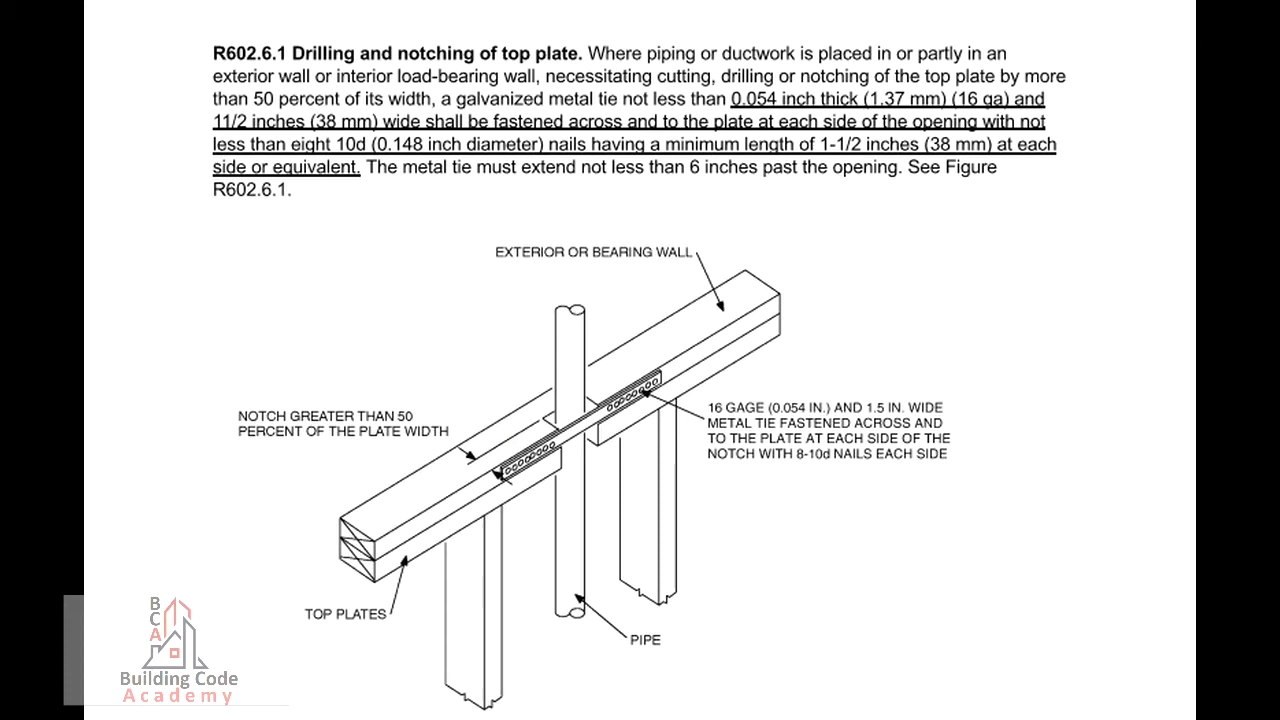 R602.6.1 Drilling and notching of top plate. Where piping or ductwork is placed in or partly in an
exterior wall or interior load-bearing wall, necessitating cutting, drilling or notching of the top plate by more
than 50 percent of its width, a galvanized metal tie not less than 0.054 inch thick (1.37 mm) (16 ga) and
11/2 inches (38 mm) wide shall be fastened across and to the plate at each side of the opening with not
less than eight 10d (0.148 inch diameter) nails having a minimum length of 1-1/2 inches (38 mm) at each
side or equivalent. The metal tie must extend not less than 6 inches past the opening. See Figure
R602.6.1.
EXTERIOR OR BEARING WALL
NOTCH GREATER THAN 50
PERCENT OF THE PLATE WIDTH
16 GAGE (0.054 IN.) AND 1.5 IN. WIDE
METAL TIE FASTENED ACROSS AND
TO THE PLATE AT EACH SIDE OF THE
NOTCH WITH 8-10d NAILS EACH SIDE
TOP PLATES
PIPE
BCA
Building Code
Academy